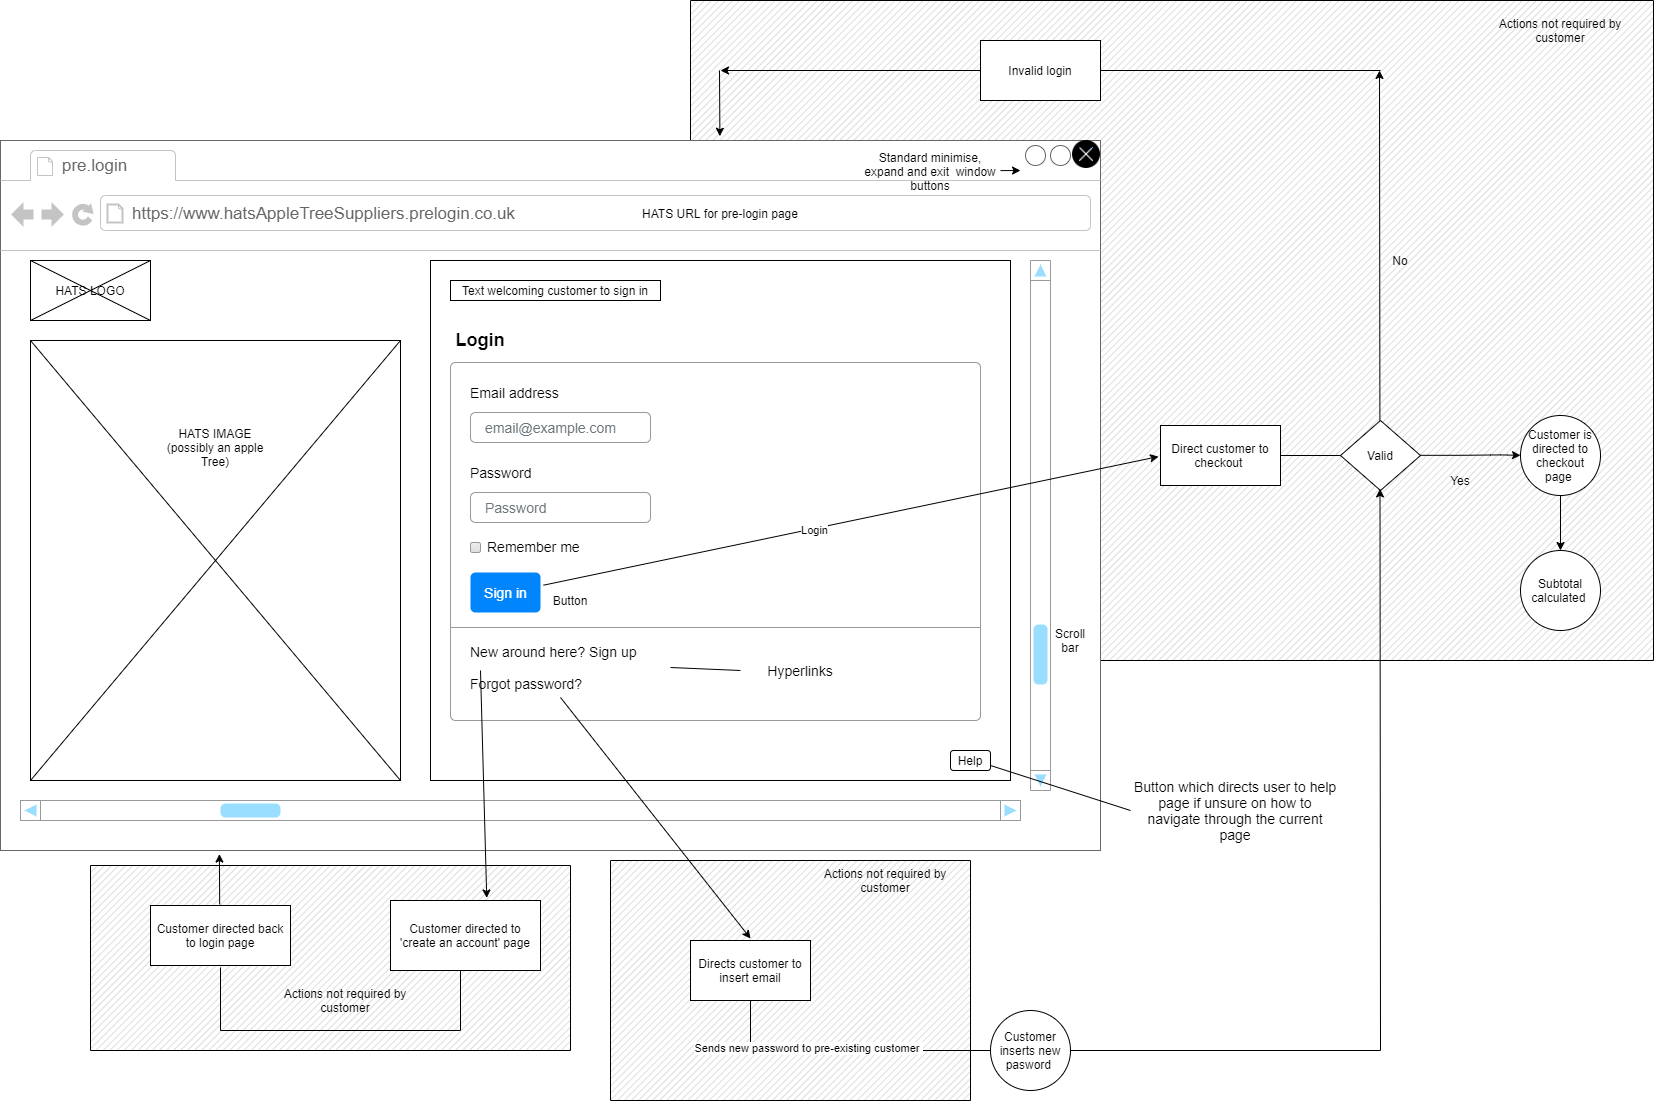 Actions not required by
customer
Invalid login
pre.login
Standard minimise,
expand and exit window
buttons
https://www.hatsAppleTreeSuppliers.prelogin.co.uk
HATS URL for pre-login page
No
HATS LOGO
Text welcoming customer to sign in
Login
Email address
email@example.com
HATS IMAGE
(possibly an apple
Tree)
Direct customer to
checkout
Valid
Customer is
directed to
checkout
page
Yes
Password
Password
Login
Remember me
Sign in
Button
Subtotal
calculated
Scroll
bar
New around here? Sign up
Hyperlinks
Forgot password?
Help
Button which directs user to help
page if unsure on how to
navigate through the current
page
Actions not required by
customer
Customer directed back
to login page
Customer directed to
'create an account' page
Directs customer to
insert email
Actions not required by
customer
Sends new password to pre-existing customer
Customer
inserts new
pasword